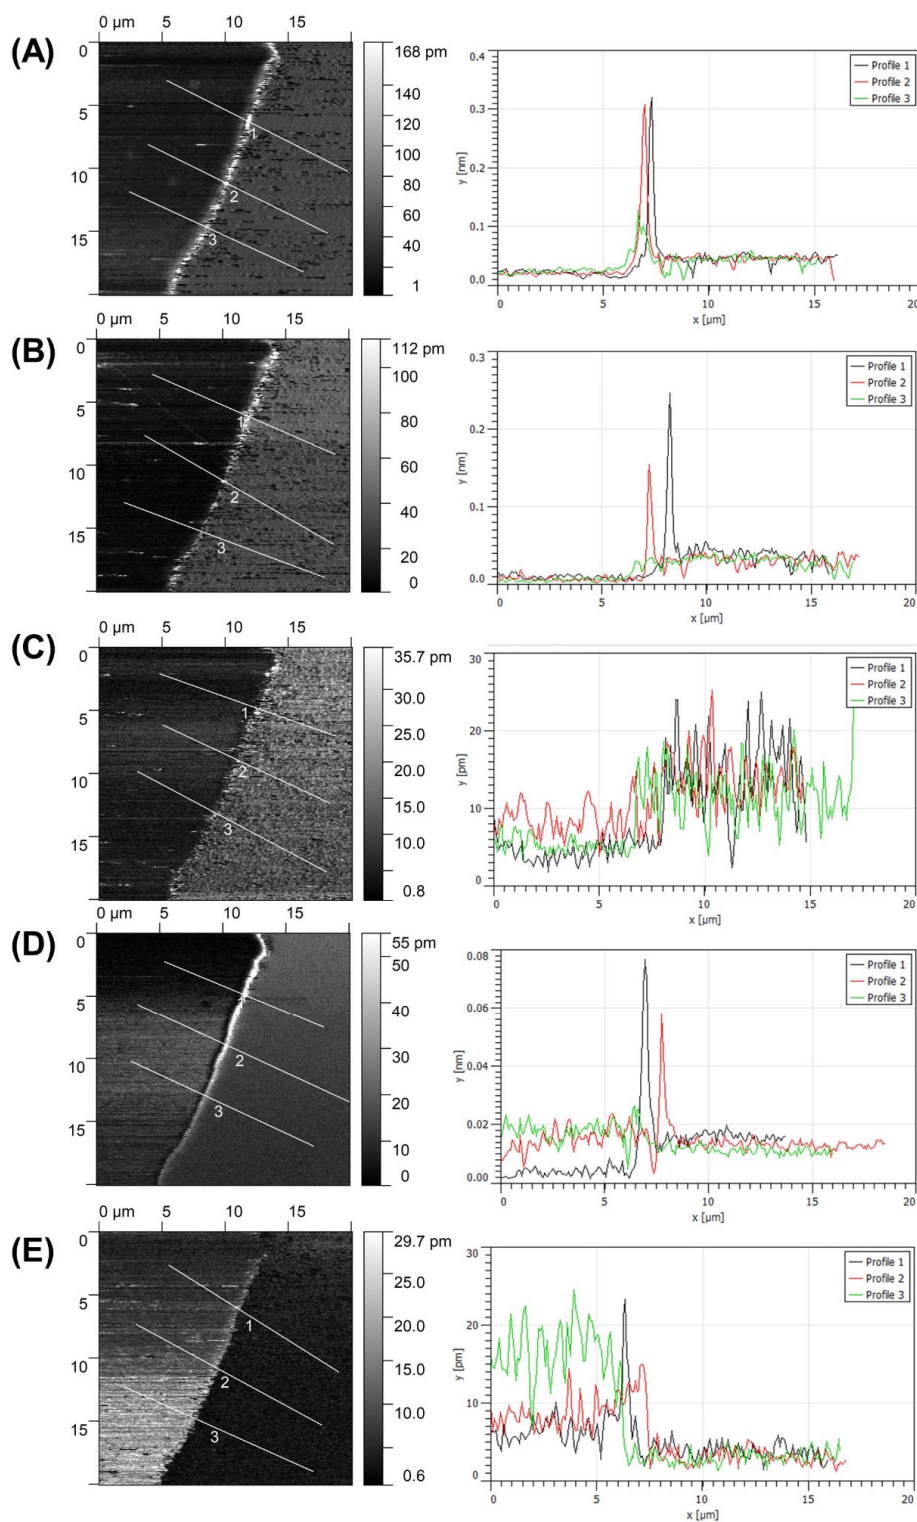 0 µm 5 10 15
(A)
0
5
10
15
1
2
3
168 pm
140
120
100
80
60
40
1
0.4
0.3
0.2
0.1
0.0
y [nm]
0 5 10 15 20
x [µm]
Profile 1
Profile 2
Profile 3
0 µm 5 10 15
(B)
0
5
10
15
1
2
3
112 pm
100
80
60
40
20
0
0.3
0.2
0.1
0.0
y [nm]
0 5 10 15 20
x [µm]
Profile 1
Profile 2
Profile 3
0 µm 5 10 15
(C)
0
5
10
15
1
2
3
35.7 pm
30.0
25.0
20.0
15.0
10.0
0.8
30
20
10
0
y [pm]
0 5 10 15 20
x [µm]
Profile 1
Profile 2
Profile 3
0 µm 5 10 15
(D)
0
5
10
15
2
3
55 pm
50
40
30
20
10
0
0.08
0.06
0.04
0.02
0.00
y [nm]
0 5 10 15 20
x [µm]
Profile 1
Profile 2
Profile 3
0 µm 5 10 15
(E)
0
5
10
15
1
2
3
29.7 pm
25.0
20.0
15.0
10.0
0.6
30
20
10
0
y [pm]
0 5 10 15 20
x [µm]
Profile 1
Profile 2
Profile 3